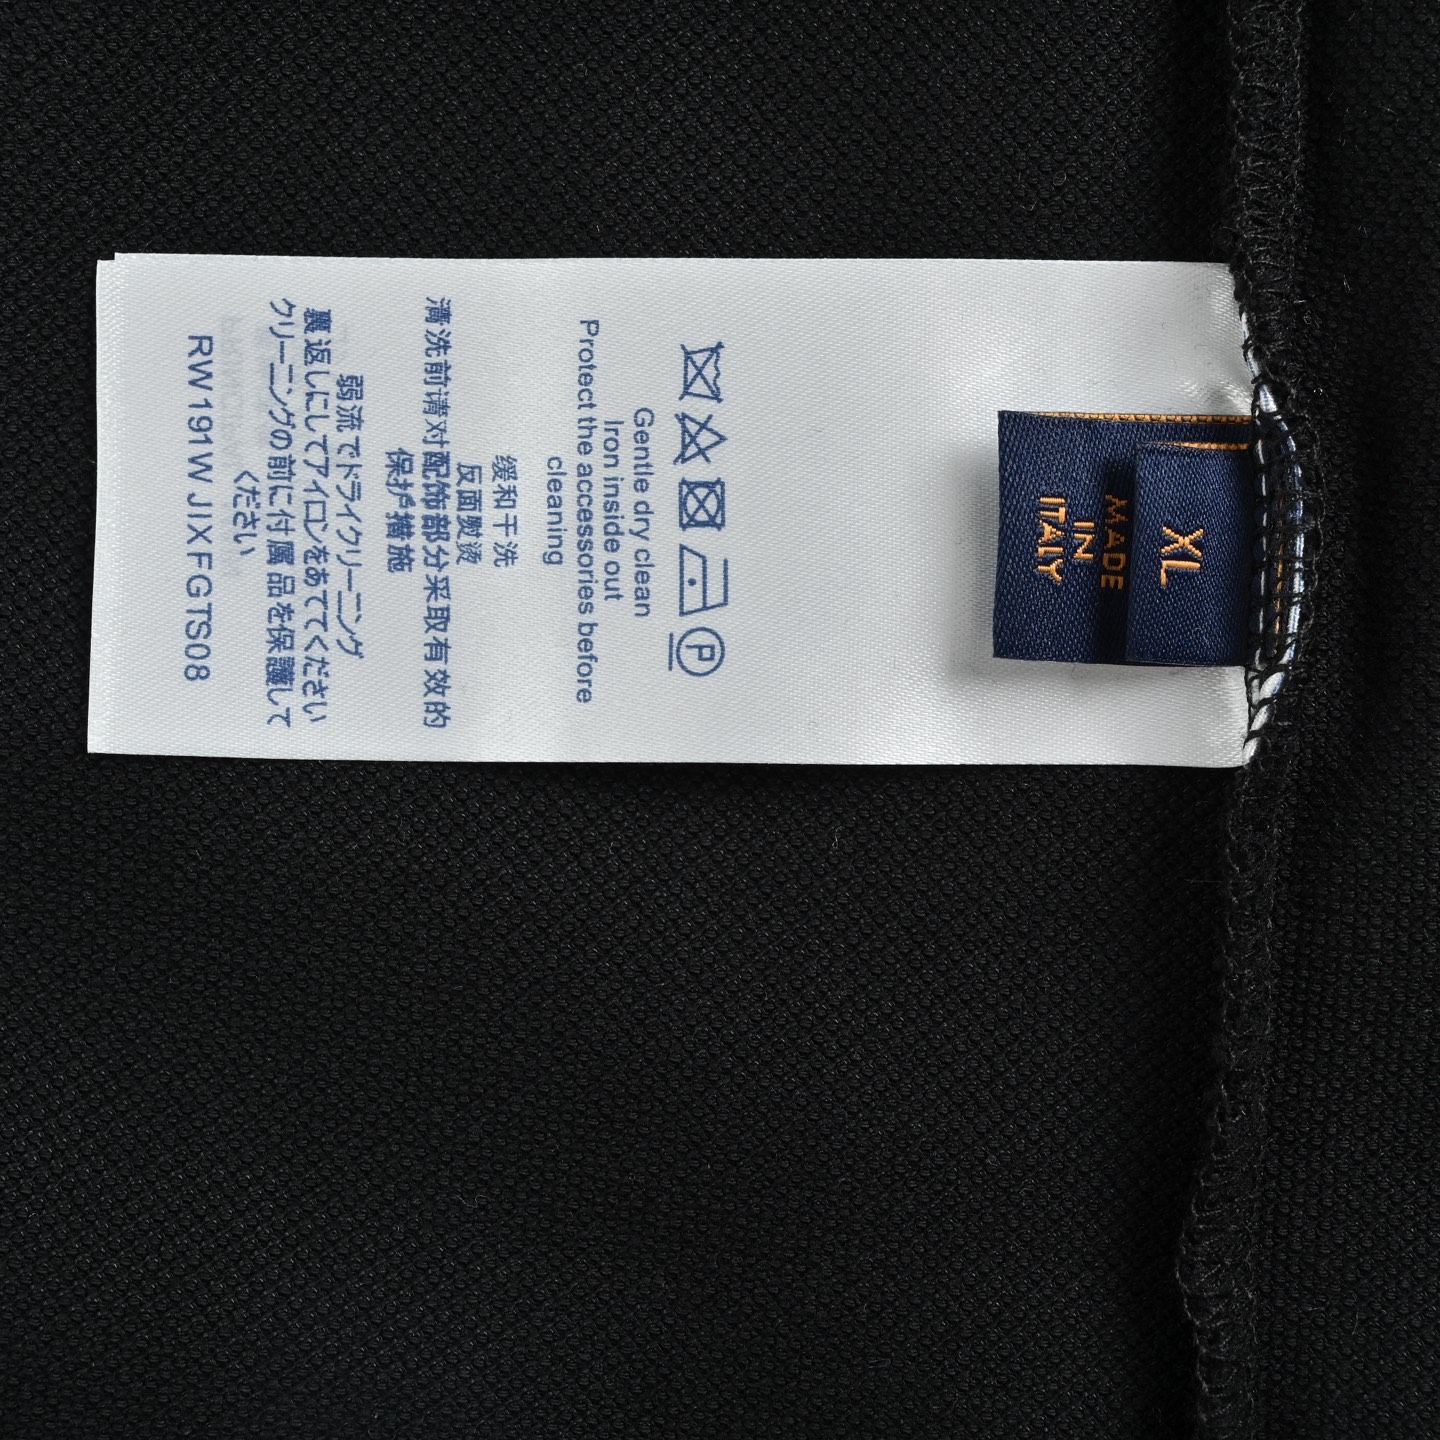 XL
MADE
IN
ITALY
P
Gentle dry clean
Iron inside out
Protect the accessories before
cleaning
缓和干洗
反面熨烫
清洗前请对配饰部分采取有效的
保护措施
弱流でドライクリーニング
裏返しにしてアイロンをあててください
クリーニングの前に付属品を保護して
ください
RW191W JIXFGTS08